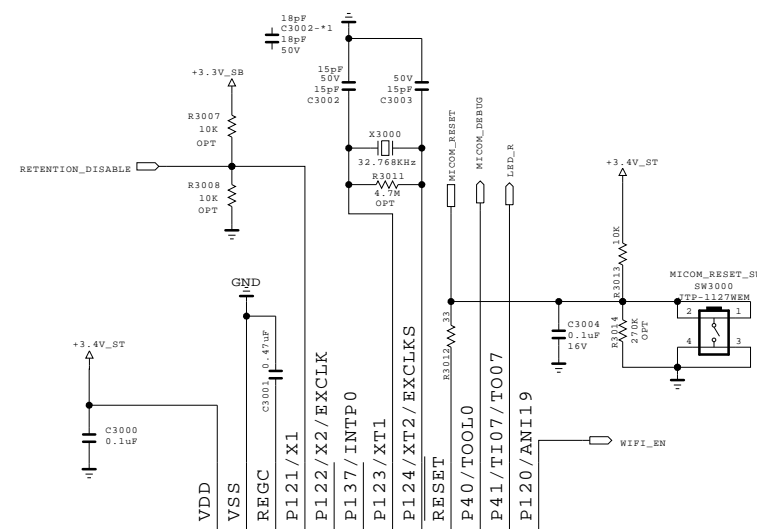 18pF
C3002-*1
18pF
50V
15pF
50V
15pF
C3002
50V
15pF
C3003
+3.3V_SB
R3007
10K
OPT
RETENTION_DISABLE
R3008
10K
OPT
X3000
32.768KHz
R3011
4.7M
OPT
MICOM_RESET
MICOM_DEBUG
LED_R
+3.4V_ST
10K
R3013
MICOM_RESET_SW
SW3000
JTP-1127WEM
2
1
4
3
R3014
270K
OPT
C3004
0.1uF
16V
33
R3012
GND
C3001
0.47uF
+3.4V_ST
C3000
0.1uF
VDD
VSS
REGC
P121/X1
P122/X2/EXCLK
P137/INTP0
P123/XT1
P124/XT2/EXCLKS
RESET
P40/TOOL0
P41/TI07/TO07
P120/ANI19
WIFI_EN